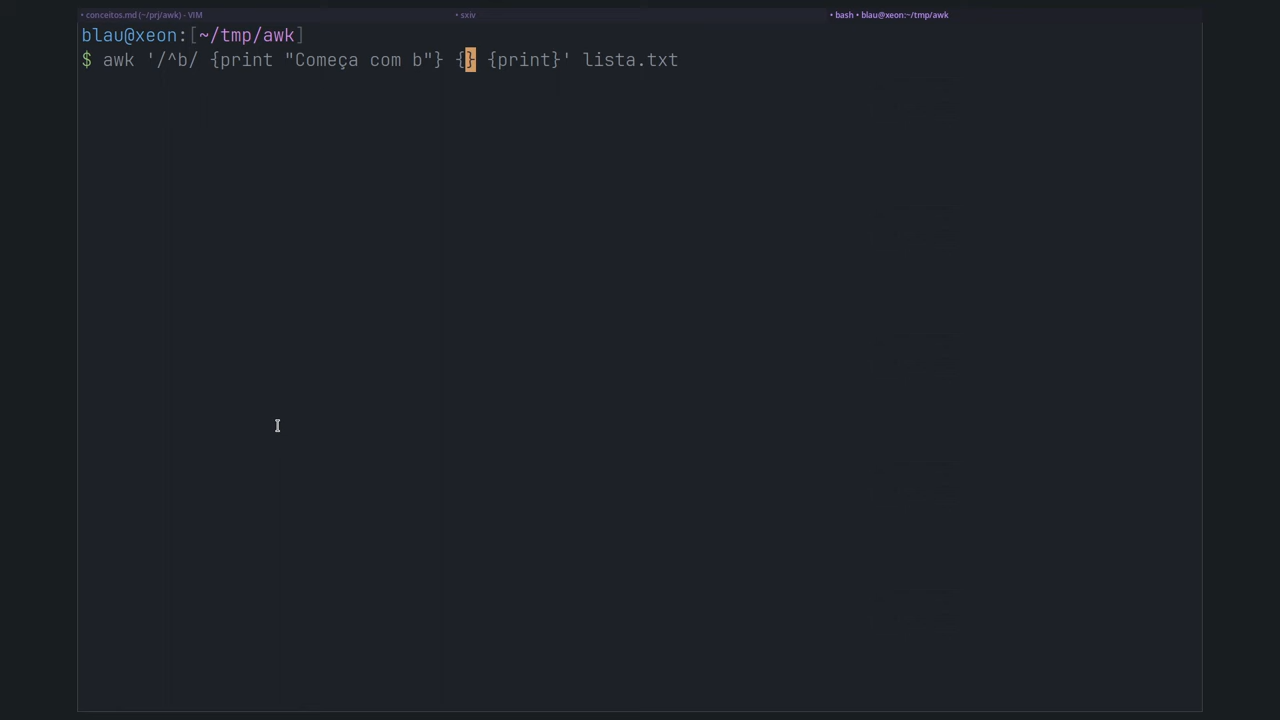 • conceitos.md (~/prj/awk) - VIM
• sxiv
• bash • blau@xeon:~/tmp/awk
blau@xeon:[~/tmp/awk]
$ awk '/^b/ {print "Começa com b"} {} {print}' lista.txt